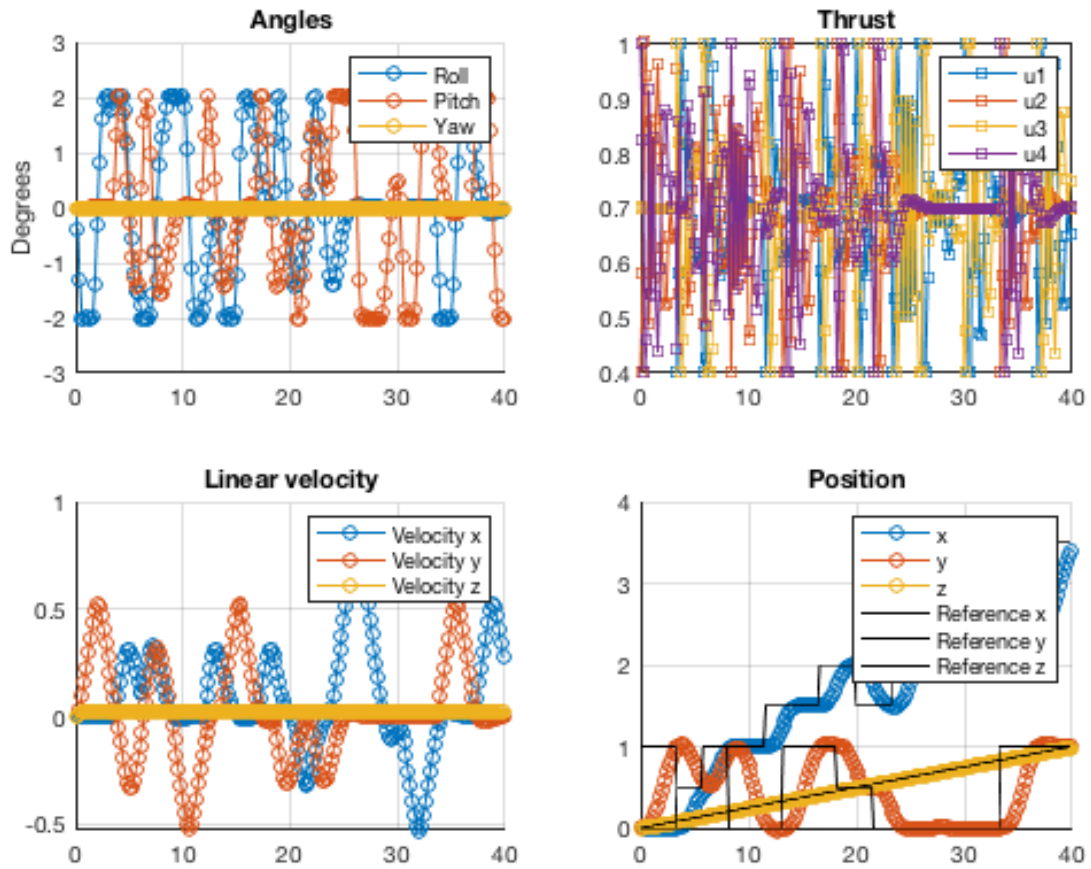 Angles
Degrees
3
2
1
0
-1
-2
-3
0 10 20 30 40
Roll
Pitch
Yaw
Thrust
1
0.9
0.8
0.7
0.6
0.5
0.4
0 10 20 30 40
u1
u2
u3
u4
Linear velocity
1
0.5
0
-0.5
0 10 20 30 40
Velocity x
Velocity y
Velocity z
Position
4
3
2
1
0
0 10 20 30 40
x
y
z
Reference x
Reference y
Reference z